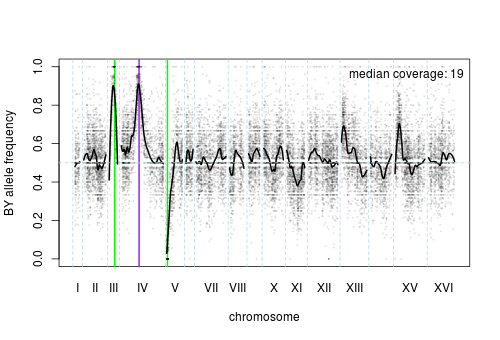 median coverage: 19
BY allele frequency
1.0
0.8
0.6
0.4
0.2
0.0
I II III IV V VII VIII X XI XII XIII XV XVI
chromosome